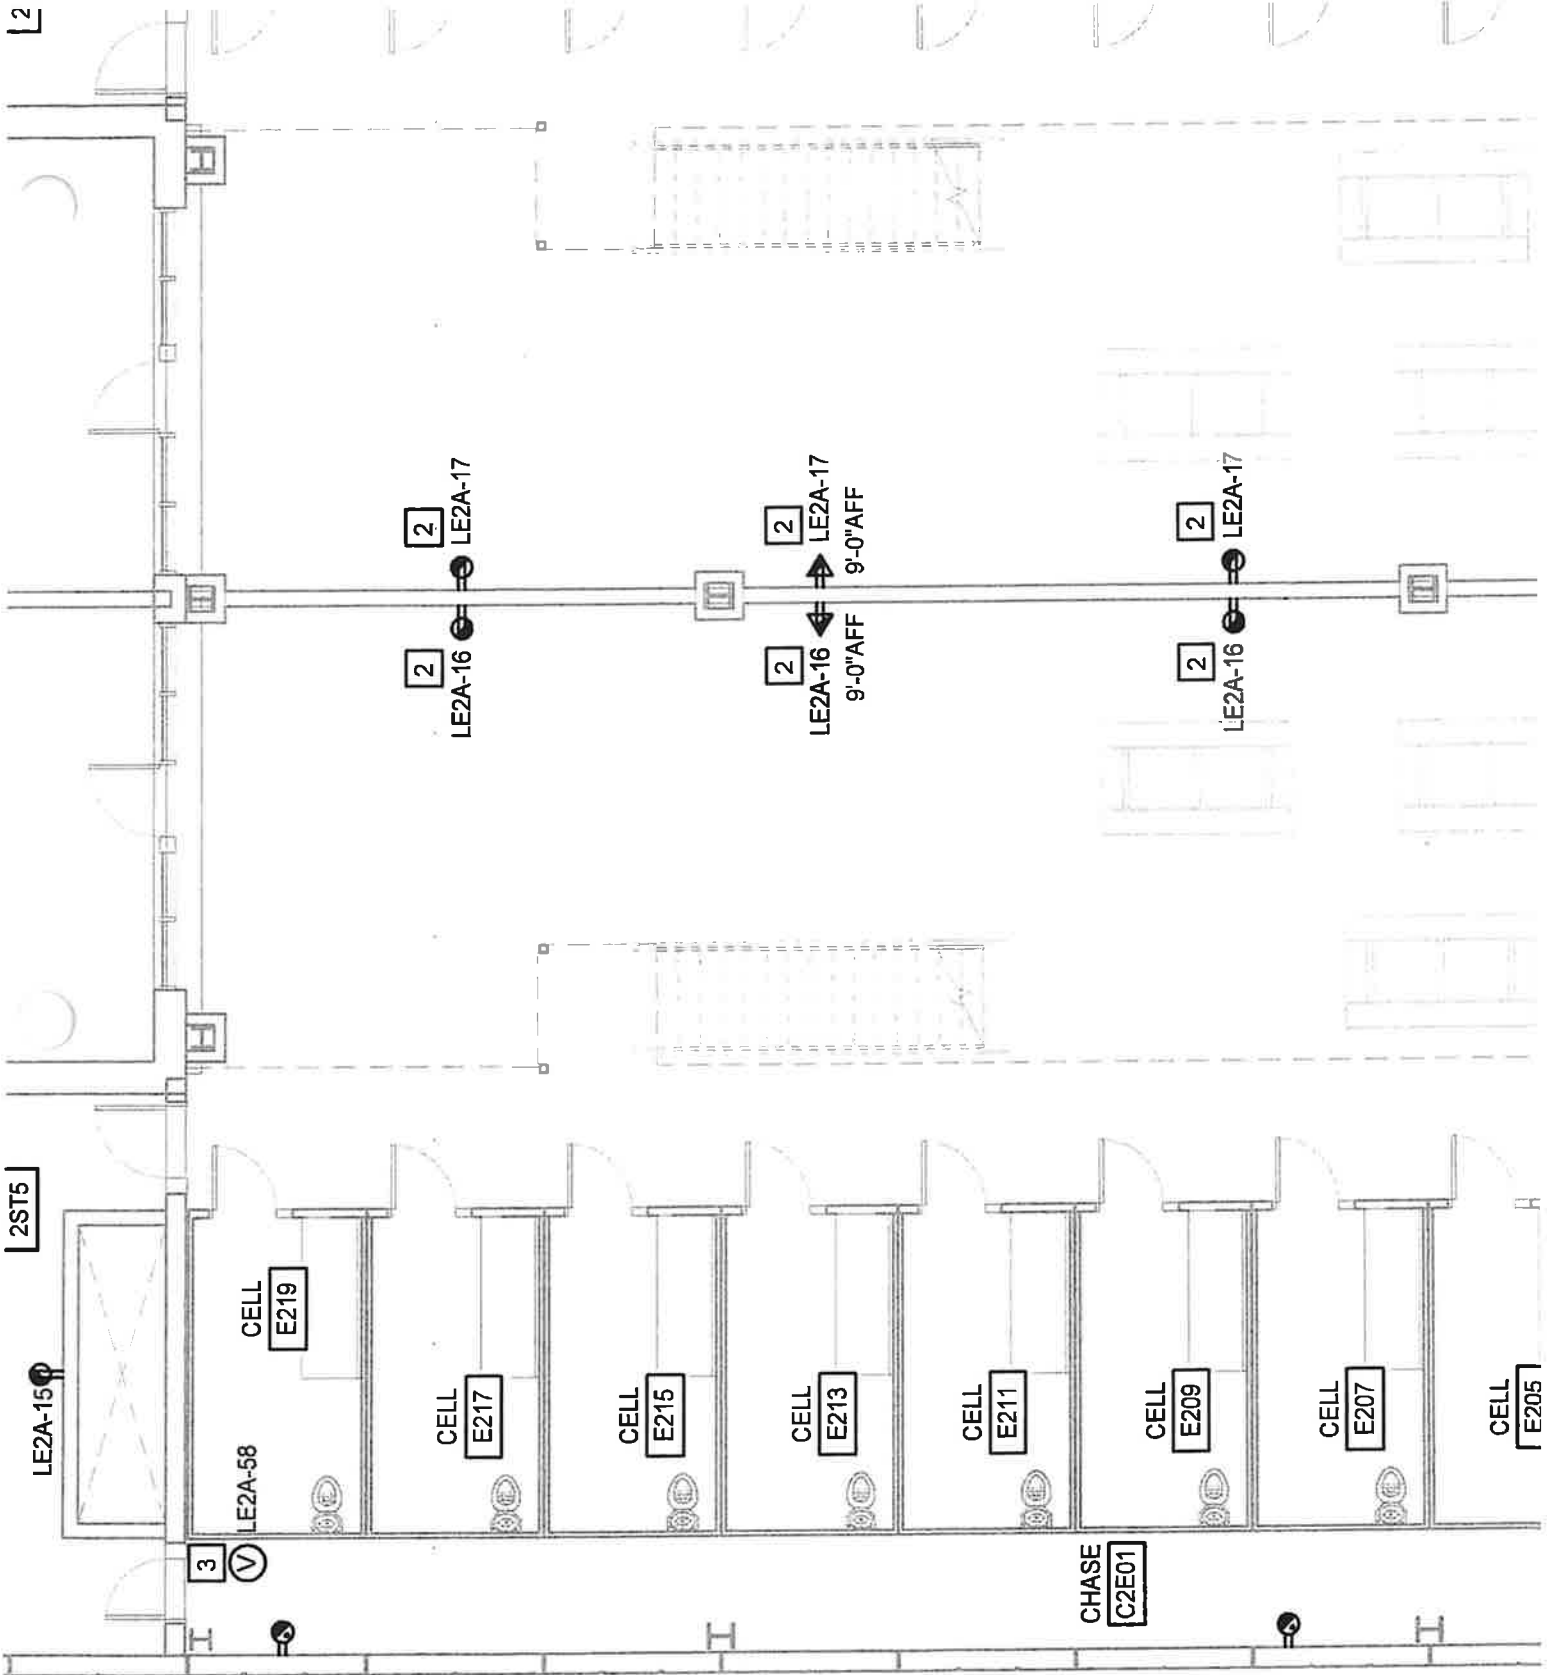 2
2ST5
LE2A-15
3
V
LE2A-58
CELL
E219
CELL
E217
CELL
E215
CELL
E213
CELL
E211
CELL
E209
CELL
E207
CELL
E205
CHASE
C2E01
2
LE2A-16
2
LE2A-17
2
LE2A-16
9'-0"AFF
2
LE2A-17
9'-0"AFF
2
LE2A-16
2
LE2A-17